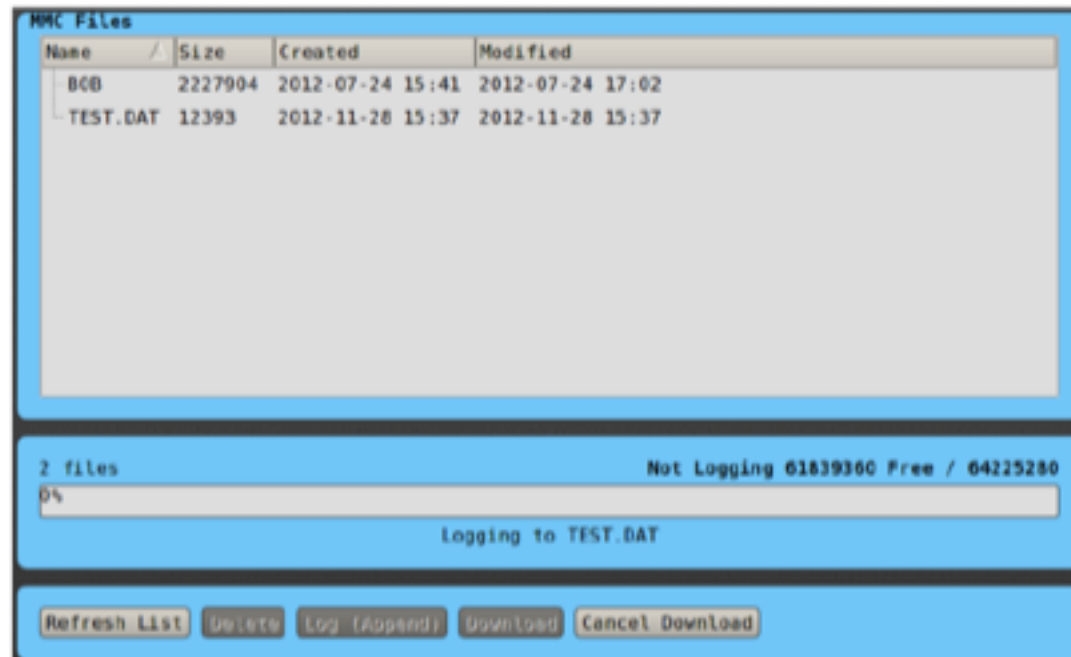 MMC Files
Name Size Created Modified
BOB 2227904 2012-07-24 15:41 2012-07-24 17:02
TEST.DAT 12393 2012-11-28 15:37 2012-11-28 15:37
2 files Not Logging 61839360 Free / 64225280
0%
Logging to TEST.DAT
Refresh List Delete Log (Append) Download Cancel Download